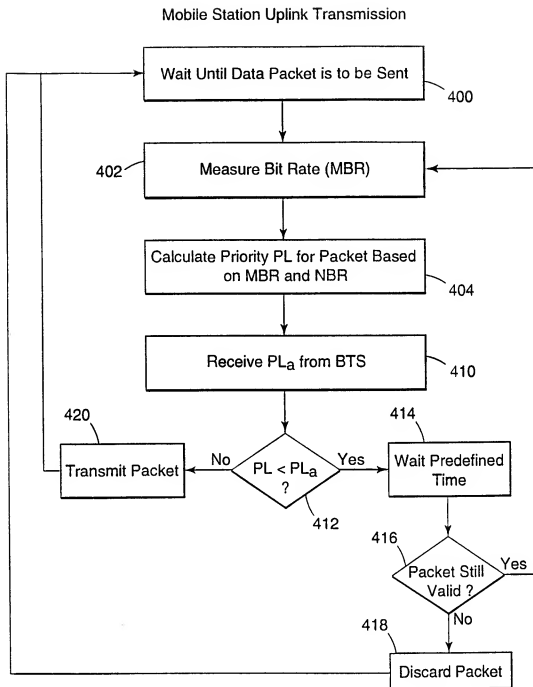 Mobile Station Uplink Transmission
Wait Until Data Packet is to be Sent
400
402
Measure Bit Rate (MBR)
Calculate Priority PL for Packet Based
on MBR and NBR
404
Receive PLa from BTS
410
420
Transmit Packet
No
PL < PLa
?
412
Yes
414
Wait Predefined
Time
416
Packet Still
Valid ?
Yes
No
418
Discard Packet